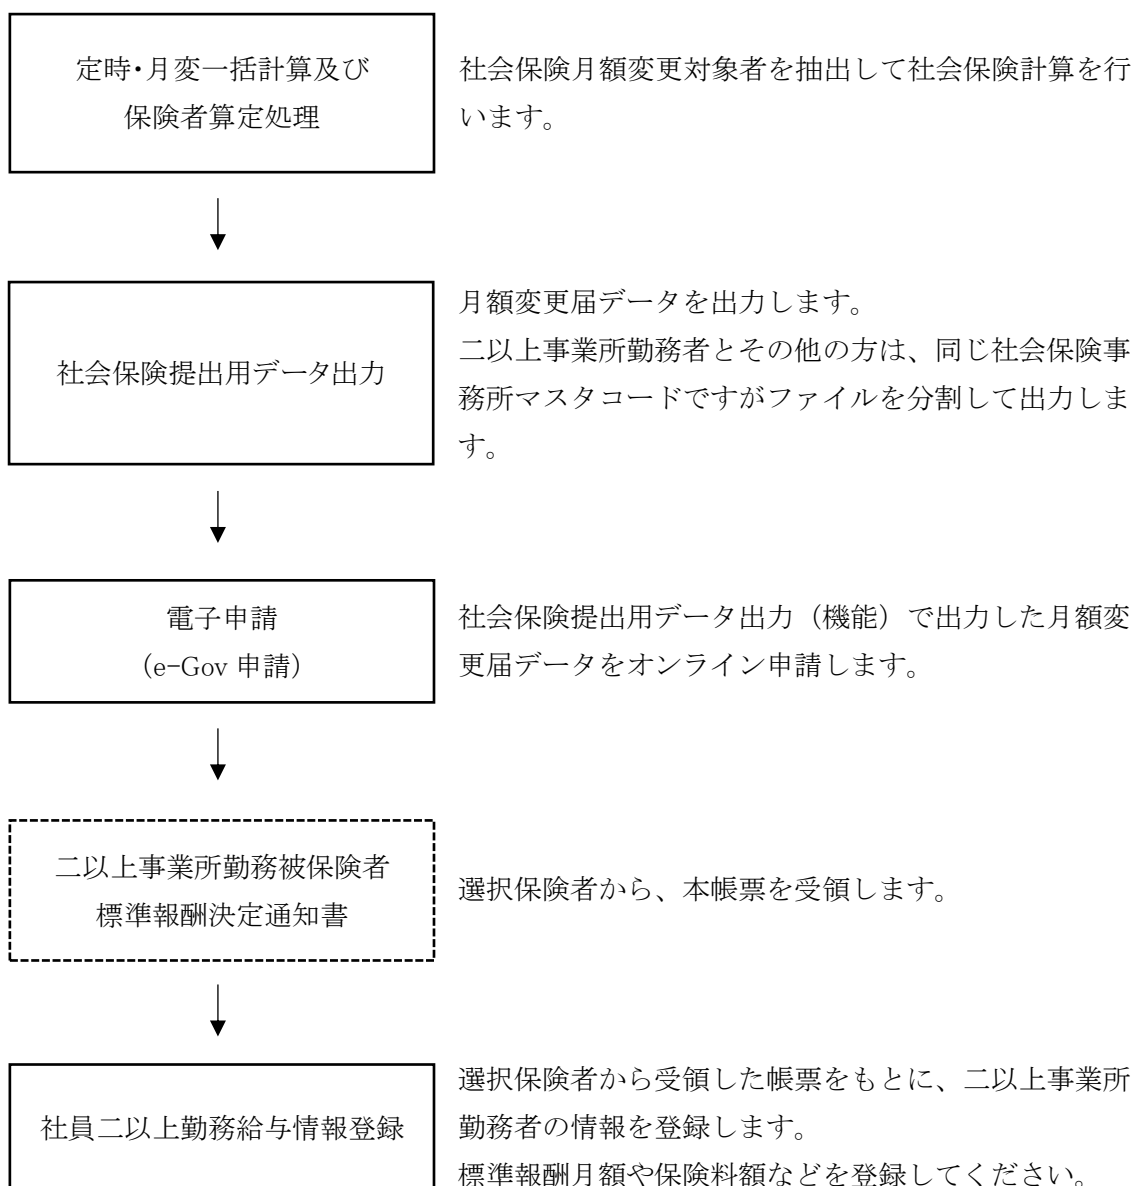 定時・月変一括計算及び
保険者算定処理
社会保険月額変更対象者を抽出して社会保険計算を行
います。
社会保険提出用データ出力
月額変更届データを出力します。
二以上事業所勤務者とその他の方は、同じ社会保険事
務所マスタコードですがファイルを分割して出力しま
す。
電子申請
(e-Gov 申請)
社会保険提出用データ出力（機能）で出力した月額変
更届データをオンライン申請します。
二以上事業所勤務被保険者
標準報酬決定通知書
選択保険者から、本帳票を受領します。
社員二以上勤務給与情報登録
選択保険者から受領した帳票をもとに、二以上事業所
勤務者の情報を登録します。
標準報酬月額や保険料額などを登録してください。